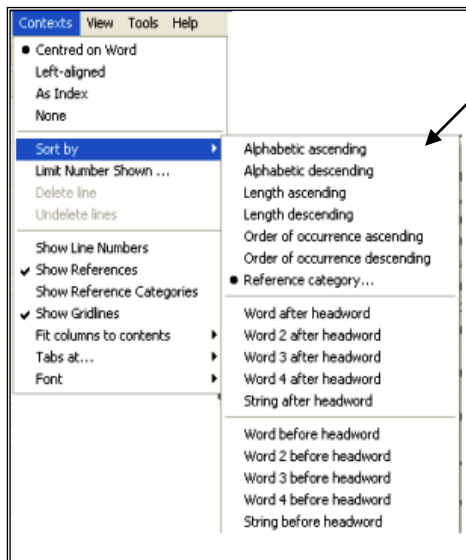 Contexts View Tools Help
Centred on Word
Left-aligned
As Index
None
Sort by
Limit Number Shown ...
Delete line
Undelete lines
Show Line Numbers
Show References
Show Reference Categories
Show Gridlines
Fit columns to contents
Tabs at...
Font
Alphabetic ascending
Alphabetic descending
Length ascending
Length descending
Order of occurrence ascending
Order of occurrence descending
Reference category...
Word after headword
Word 2 after headword
Word 3 after headword
Word 4 after headword
String after headword
Word before headword
Word 2 before headword
Word 3 before headword
Word 4 before headword
String before headword